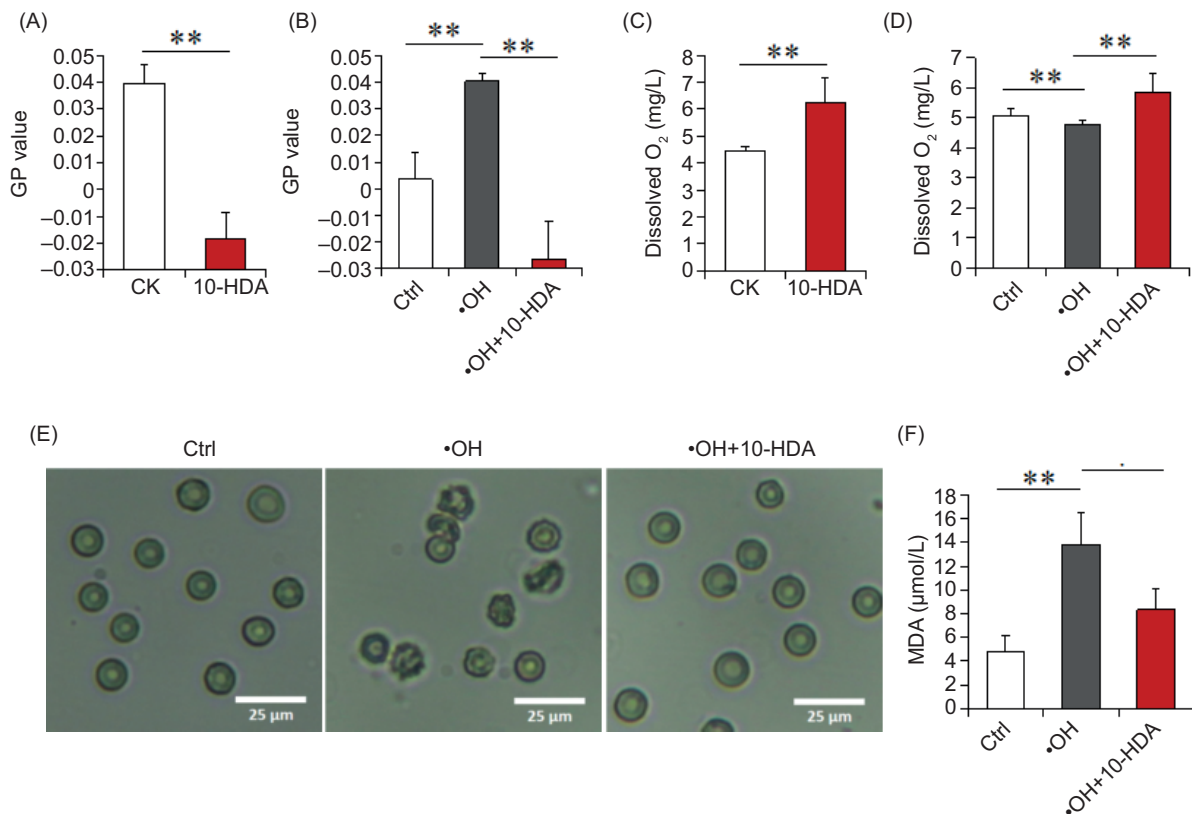 (A)
**
0.05
0.04
0.03
0.02
0.01
0
–0.01
–0.02
–0.03
GP value
CK 10-HDA
(B)
** **
0.05
0.04
0.03
0.02
0.01
0
–0.01
–0.02
–0.03
GP value
Ctrl
•OH
•OH+10-HDA
(C)
**
8
7
6
5
4
3
2
1
0
Dissolved O2 (mg/L)
CK 10-HDA
(D)
** **
7
6
5
4
3
2
1
0
Dissolved O2 (mg/L)
Ctrl
•OH
•OH+10-HDA
(E)
Ctrl •OH •OH+10-HDA
25 µm 25 µm 25 µm
(F)
** .
18
16
14
12
10
8
6
4
2
0
MDA (µmol/L)
Ctrl
•OH
•OH+10-HDA